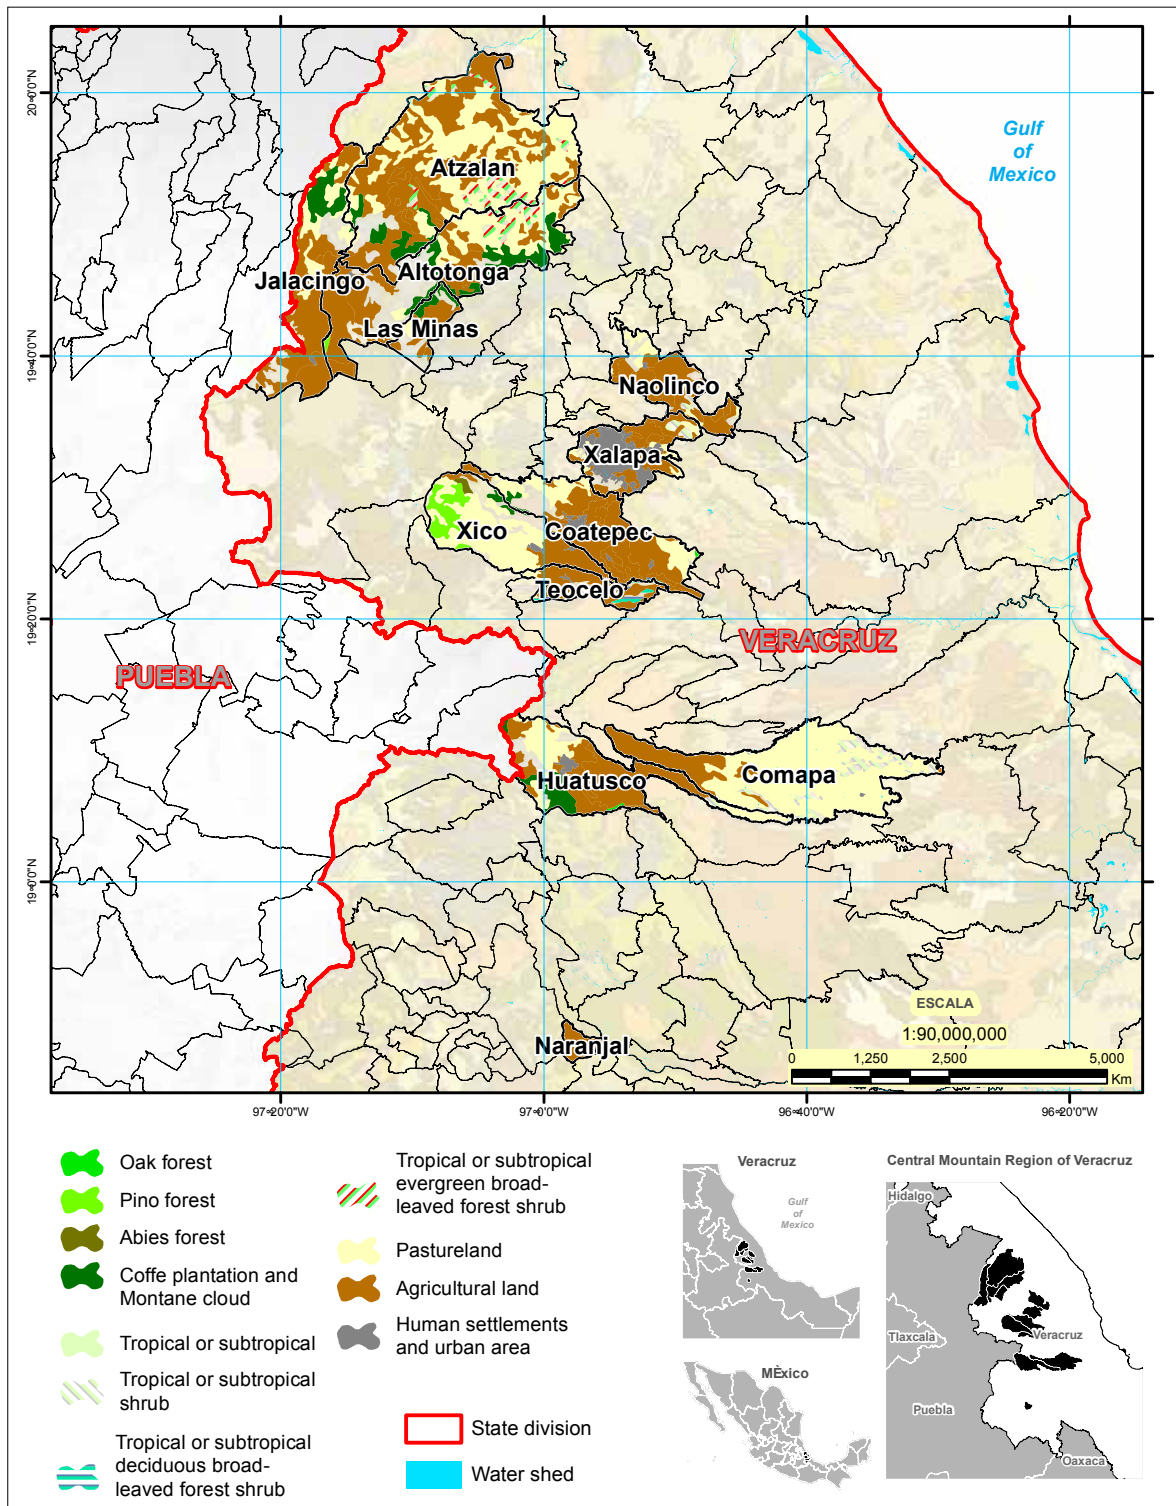 20°0'0"N
19°40'0"N
19°20'0"N
19°0'0"N
Gulf
of
Mexico
Atzalan
Altotonga
Jalacingo
Las Minas
Naolinco
Xalapa
Xico
Coatepec
Teocelo
VERACRUZ
PUEBLA
Comapa
Huatusco
Naranjal
ESCALA
1:90,000,000
0 1,250 2,500 5,000
Km
97°20'0"W 97°0'0"W 96°40'0"W 96°20'0"W
Oak forest
Pino forest
Abies forest
Coffe plantation and
Montane cloud
Tropical or subtropical
Tropical or subtropical
shrub
Tropical or subtropical
deciduous broad-
leaved forest shrub
Tropical or subtropical
evergreen broad-
leaved forest shrub
Pastureland
Agricultural land
Human settlements
and urban area
State division
Water shed
Veracruz
Gulf
of
Mexico
MÈxico
Central Mountain Region of Veracruz
Hidalgo
Tlaxcala
Veracruz
Puebla
Oaxaca